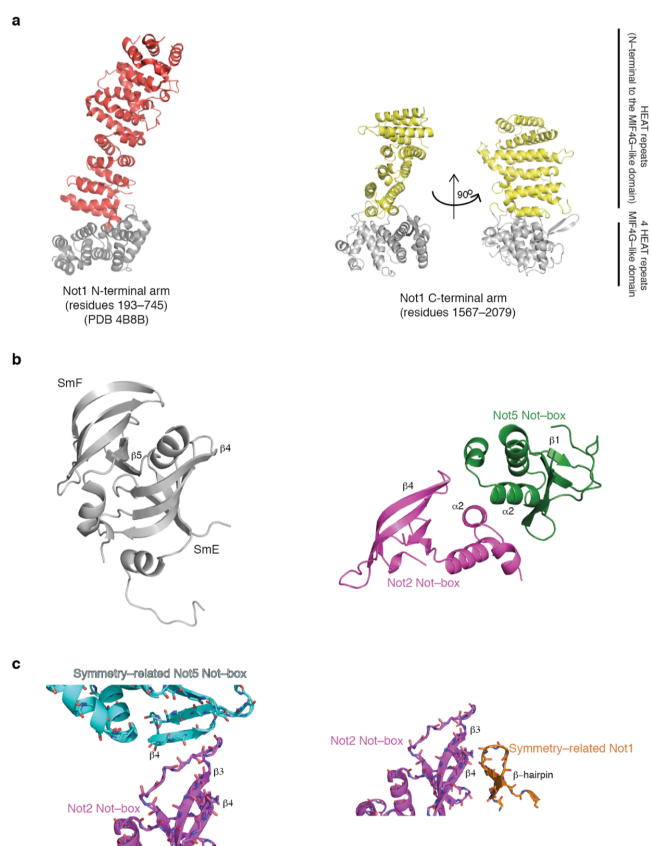 a
HEAT repeats
(N–terminal to the MIF4G–like domain)
4 HEAT repeats
MIF4G–like domain
90º
Not1 N-terminal arm
(residues 193–745)
(PDB 4B8B)
Not1 C-terminal arm
(residues 1567–2079)
b
SmF
β5
β4
SmE
Not5 Not–box
β1
β4
α2
α2
Not2 Not–box
c
Symmetry–related Not5 Not–box
β4
β3
β4
Not2 Not–box
Not2 Not–box
β3
Symmetry–related Not1
β4
β–hairpin